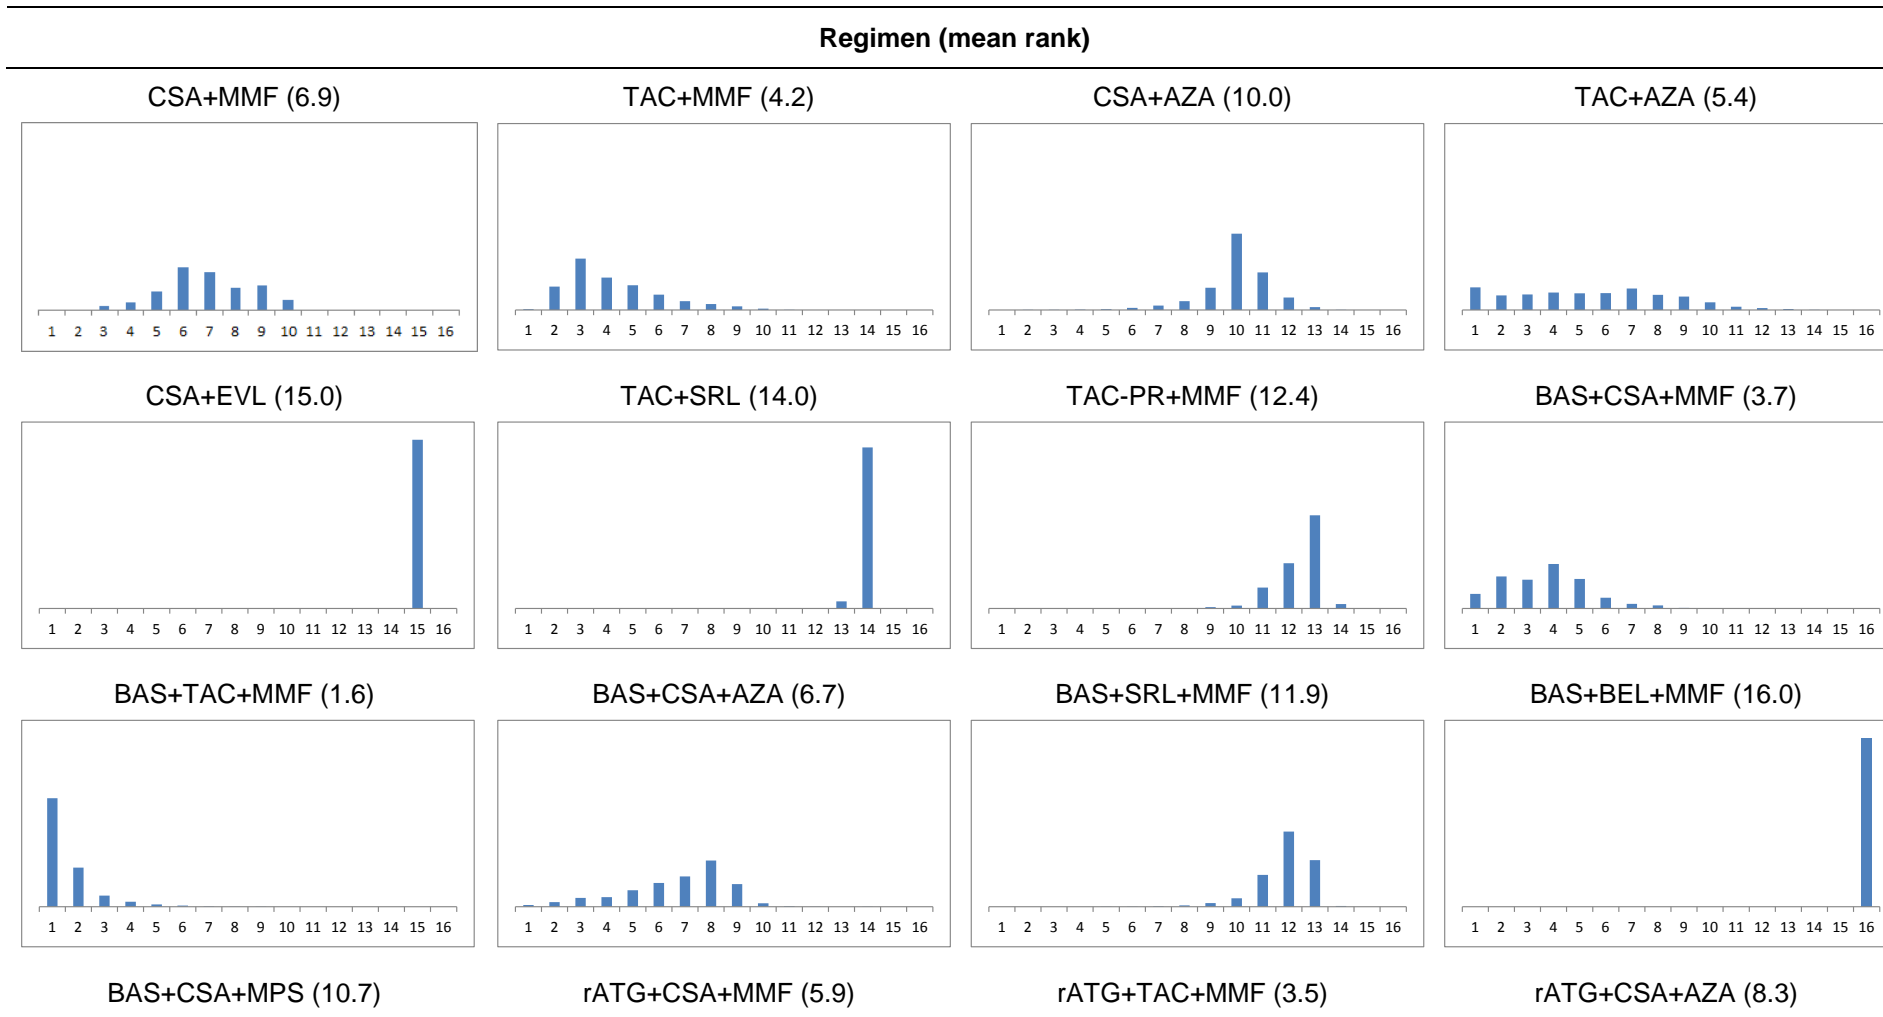 Regimen (mean rank)
CSA+MMF (6.9) TAC+MMF (4.2) CSA+AZA (10.0) TAC+AZA (5.4)
1 2 3 4 5 6 7 8 9 10 11 12 13 14 15 16 1 2 3 4 5 6 7 8 9 10 11 12 13 14 15 16 1 2 3 4 5 6 7 8 9 10 11 12 13 14 15 16 1 2 3 4 5 6 7 8 9 10 11 12 13 14 15 16
CSA+EVL (15.0) TAC+SRL (14.0) TAC-PR+MMF (12.4) BAS+CSA+MMF (3.7)
1 2 3 4 5 6 7 8 9 10 11 12 13 14 15 16 1 2 3 4 5 6 7 8 9 10 11 12 13 14 15 16 1 2 3 4 5 6 7 8 9 10 11 12 13 14 15 16 1 2 3 4 5 6 7 8 9 10 11 12 13 14 15 16
BAS+TAC+MMF (1.6) BAS+CSA+AZA (6.7) BAS+SRL+MMF (11.9) BAS+BEL+MMF (16.0)
1 2 3 4 5 6 7 8 9 10 11 12 13 14 15 16 1 2 3 4 5 6 7 8 9 10 11 12 13 14 15 16 1 2 3 4 5 6 7 8 9 10 11 12 13 14 15 16 1 2 3 4 5 6 7 8 9 10 11 12 13 14 15 16
BAS+CSA+MPS (10.7) rATG+CSA+MMF (5.9) rATG+TAC+MMF (3.5) rATG+CSA+AZA (8.3)